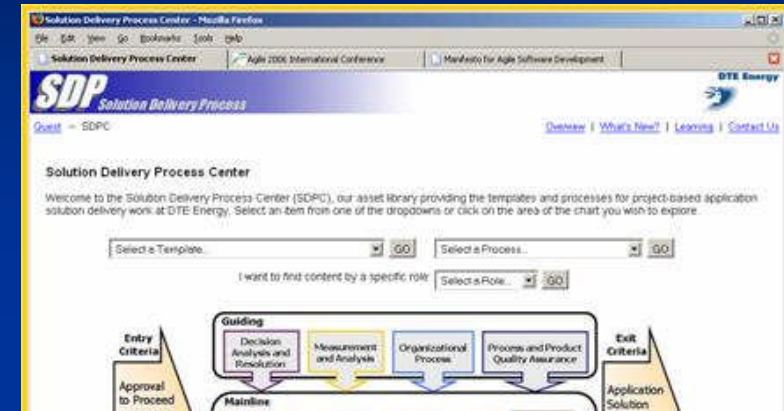 Solution Delivery Process Center - Mozilla Firefox
File Edit View Go Bookmarks Tools Help
Solution Delivery Process Center Agile 2006 International Conference Manifesto for Agile Software Development
SDP Solution Delivery Process DTE Energy
Guest - SDPC Overview | What's New? | Learning | Contact Us
Solution Delivery Process Center
Welcome to the Solution Delivery Process Center (SDPC), our asset library providing the templates and processes for project-based application
solution delivery work at DTE Energy. Select an item from one of the dropdowns or click on the area of the chart you wish to explore.
Select a Template... GO Select a Process... GO
I want to find content by a specific role: Select a Role... GO
Guiding
Entry
Criteria
Decision
Analysis and
Resolution
Measurement
and Analysis
Organizational
Process
Process and Product
Quality Assurance
Exit
Criteria
Approval
to Proceed
Mainline
Application
Solution